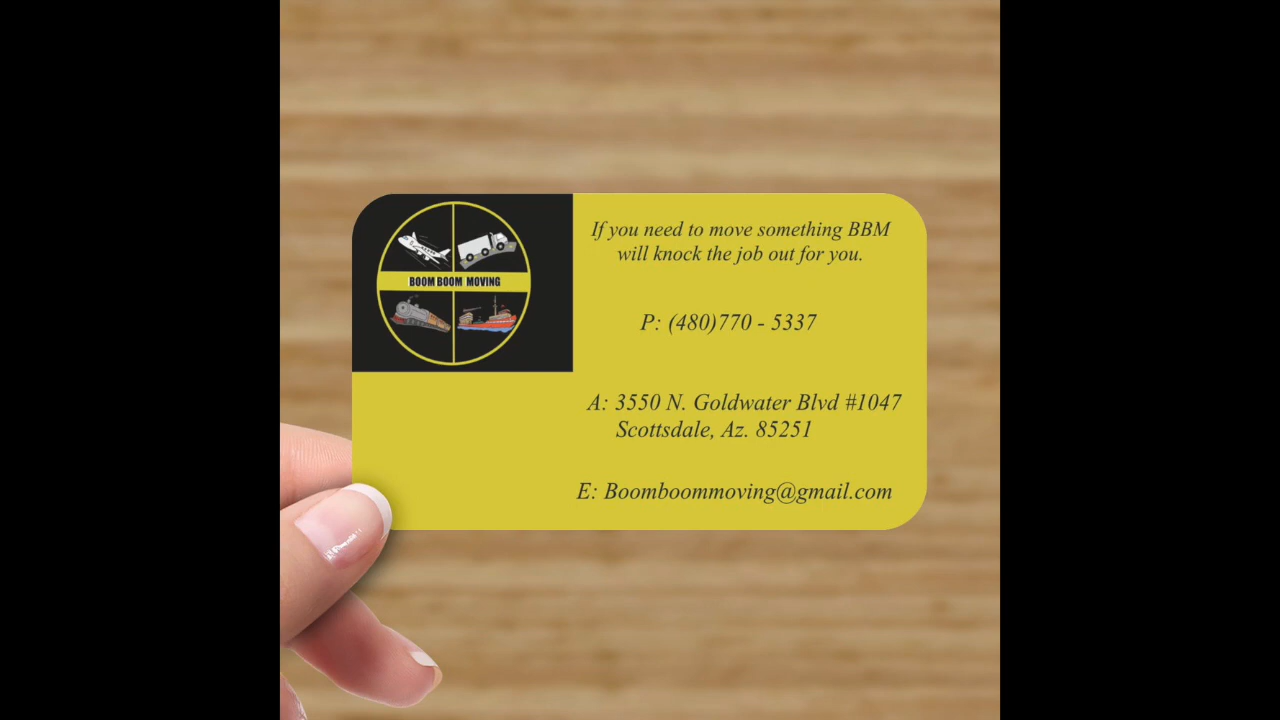 BOOM BOOM MOVING
If you need to move something BBM
will knock the job out for you.
P: (480)770 - 5337
A: 3550 N. Goldwater Blvd #1047
Scottsdale, Az. 85251
E: Boomboommoving@gmail.com